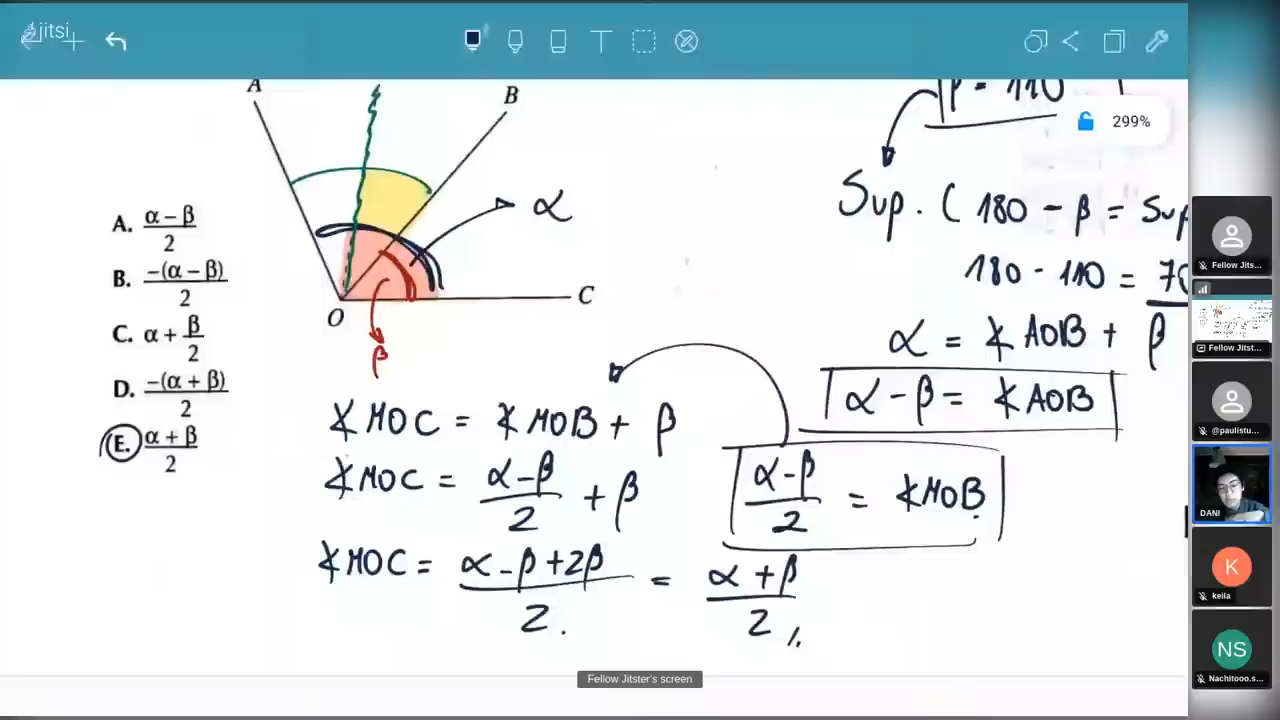 jitsi
299%
A
B
C
O
α
β
A. α – β / 2
B. –(α – β) / 2
C. α + β / 2
D. –(α + β) / 2
E. α + β / 2
β = 110
Sup. ( 180 - β = Sup
180 - 110 = 70
α = ∡AOB + β
α - β = ∡AOB
∡MOC = ∡MOB + β
∡MOC = α - β / 2 + β
α - β / 2 = ∡MOB
∡MOC = α - β + 2β / 2 = α + β / 2
Fellow Jitster's screen
Fellow Jits...
Fellow Jitst...
@paulistu...
DANI
K
keila
NS
Nachitooo.s...